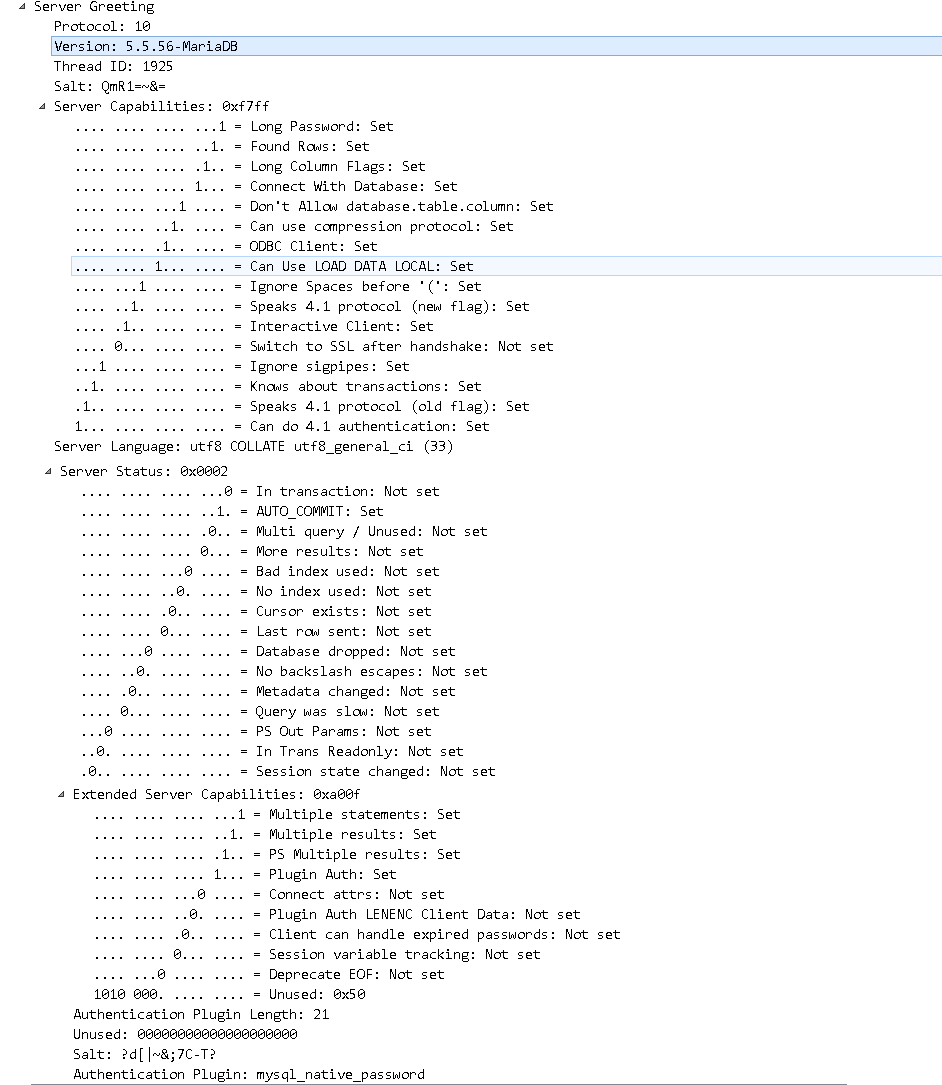 Server Greeting
Protocol: 10
Version: 5.5.56-MariaDB
Thread ID: 1925
Salt: QmR1=~&=
Server Capabilities: 0xf7ff
.... .... .... ...1 = Long Password: Set
.... .... .... ..1. = Found Rows: Set
.... .... .... .1.. = Long Column Flags: Set
.... .... .... 1... = Connect With Database: Set
.... .... ...1 .... = Don't Allow database.table.column: Set
.... .... ..1. .... = Can use compression protocol: Set
.... .... .1.. .... = ODBC Client: Set
.... .... 1... .... = Can Use LOAD DATA LOCAL: Set
.... ...1 .... .... = Ignore Spaces before '(': Set
.... ..1. .... .... = Speaks 4.1 protocol (new flag): Set
.... .1.. .... .... = Interactive Client: Set
.... 0... .... .... = Switch to SSL after handshake: Not set
...1 .... .... .... = Ignore sigpipes: Set
..1. .... .... .... = Knows about transactions: Set
.1.. .... .... .... = Speaks 4.1 protocol (old flag): Set
1... .... .... .... = Can do 4.1 authentication: Set
Server Language: utf8 COLLATE utf8_general_ci (33)
Server Status: 0x0002
.... .... .... ...0 = In transaction: Not set
.... .... .... ..1. = AUTO_COMMIT: Set
.... .... .... .0.. = Multi query / Unused: Not set
.... .... .... 0... = More results: Not set
.... .... ...0 .... = Bad index used: Not set
.... .... ..0. .... = No index used: Not set
.... .... .0.. .... = Cursor exists: Not set
.... .... 0... .... = Last row sent: Not set
.... ...0 .... .... = Database dropped: Not set
.... ..0. .... .... = No backslash escapes: Not set
.... .0.. .... .... = Metadata changed: Not set
.... 0... .... .... = Query was slow: Not set
...0 .... .... .... = PS Out Params: Not set
..0. .... .... .... = In Trans Readonly: Not set
.0.. .... .... .... = Session state changed: Not set
Extended Server Capabilities: 0xa00f
.... .... .... ...1 = Multiple statements: Set
.... .... .... ..1. = Multiple results: Set
.... .... .... .1.. = PS Multiple results: Set
.... .... .... 1... = Plugin Auth: Set
.... .... ...0 .... = Connect attrs: Not set
.... .... ..0. .... = Plugin Auth LENENC Client Data: Not set
.... .... .0.. .... = Client can handle expired passwords: Not set
.... .... 0... .... = Session variable tracking: Not set
.... ...0 .... .... = Deprecate EOF: Not set
1010 000. .... .... = Unused: 0x50
Authentication Plugin Length: 21
Unused: 00000000000000000000
Salt: ?d[|~&;7C-T?
Authentication Plugin: mysql_native_password